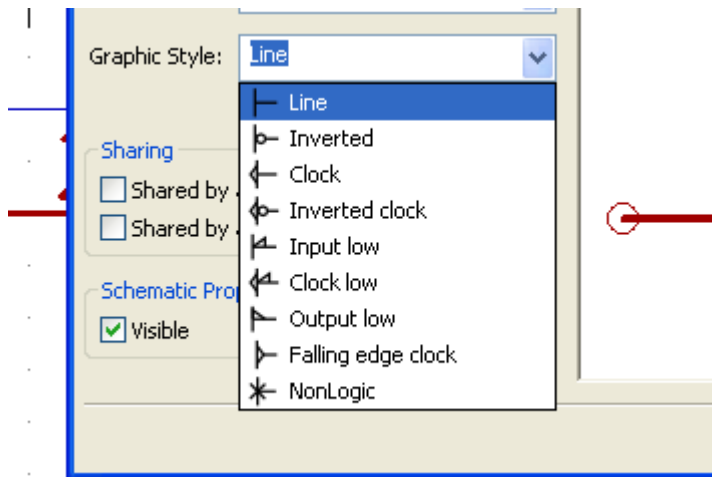 Graphic Style: Line
Line
Inverted
Clock
Inverted clock
Input low
Clock low
Output low
Falling edge clock
NonLogic
Sharing
Shared by
Shared by
Schematic
Visible